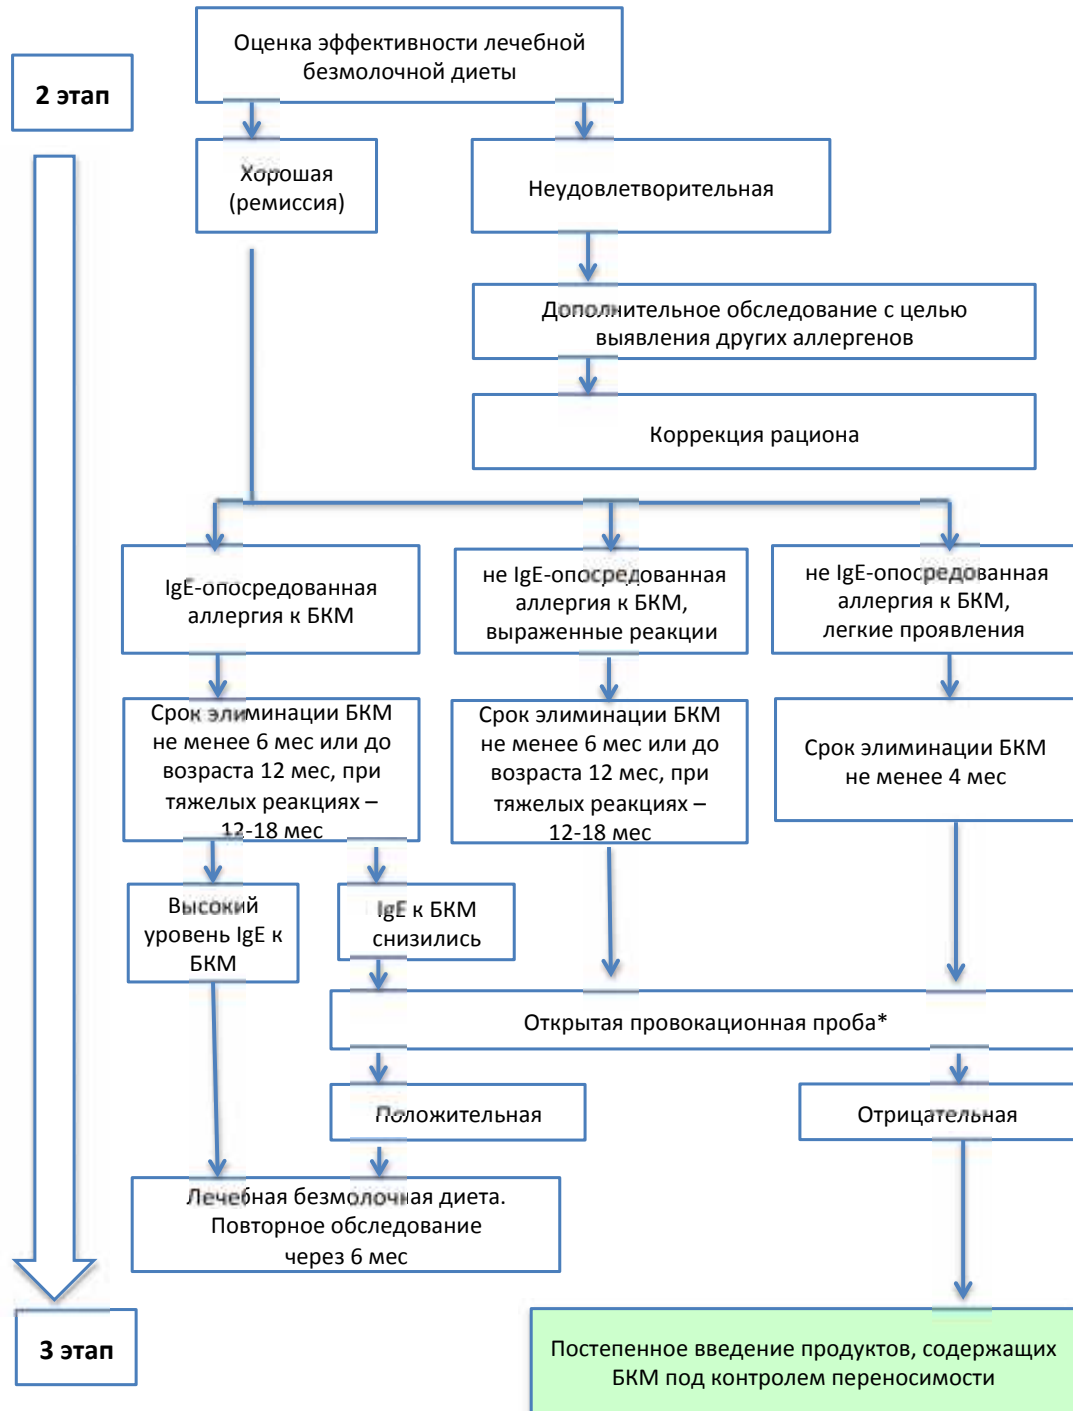 2 этап
Оценка эффективности лечебной
безмолочной диеты
Хорошая
(ремиссия)
Неудовлетворительная
Дополнительное обследование с целью
выявления других аллергенов
Коррекция рациона
IgE-опосредованная
аллергия к БКМ
не IgE-опосредованная
аллергия к БКМ,
выраженные реакции
не IgE-опосредованная
аллергия к БКМ,
легкие проявления
Срок элиминации БКМ
не менее 6 мес или до
возраста 12 мес, при
тяжелых реакциях –
12-18 мес
Срок элиминации БКМ
не менее 6 мес или до
возраста 12 мес, при
тяжелых реакциях –
12-18 мес
Срок элиминации БКМ
не менее 4 мес
Высокий
уровень IgE к
БКМ
IgE к БКМ
снизились
Открытая провокационная проба*
Положительная
Отрицательная
Лечебная безмолочная диета.
Повторное обследование
через 6 мес
3 этап
Постепенное введение продуктов, содержащих
БКМ под контролем переносимости